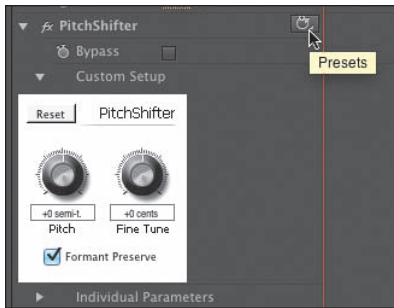 fx PitchShifter
Bypass
Presets
Custom Setup
Reset PitchShifter
+0 semi-t. +0 cents
Pitch Fine Tune
Formant Preserve
Individual Parameters